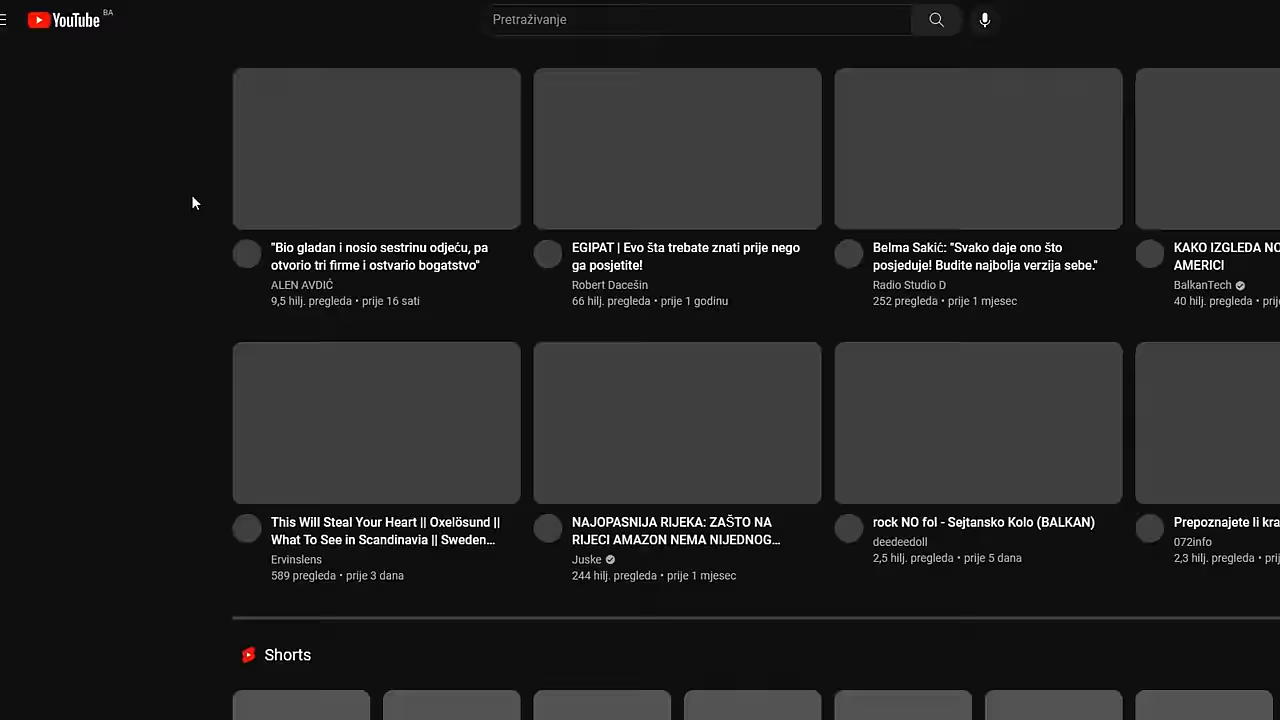 YouTube BA
Pretraživanje
"Bio gladan i nosio sestrinu odjeću, pa
otvorio tri firme i ostvario bogatstvo"
ALEN AVDIĆ
9,5 hilj. pregleda • prije 16 sati
EGIPAT | Evo šta trebate znati prije nego
ga posjetite!
Robert Dacešin
66 hilj. pregleda • prije 1 godinu
Belma Sakić: "Svako daje ono što
posjeduje! Budite najbolja verzija sebe."
Radio Studio D
252 pregleda • prije 1 mjesec
KAKO IZGLEDA
AMERICI
BalkanTech
40 hilj. pregleda •
This Will Steal Your Heart || Oxelösund ||
What To See in Scandinavia || Sweden...
Ervinslens
589 pregleda • prije 3 dana
NAJOPASNIJA RIJEKA: ZAŠTO NA
RIJECI AMAZON NEMA NIJEDNOG...
Juske
244 hilj. pregleda • prije 1 mjesec
rock NO fol - Sejtansko Kolo (BALKAN)
deedeedoll
2,5 hilj. pregleda • prije 5 dana
Prepoznajete li
072info
2,3 hilj. pregleda •
Shorts